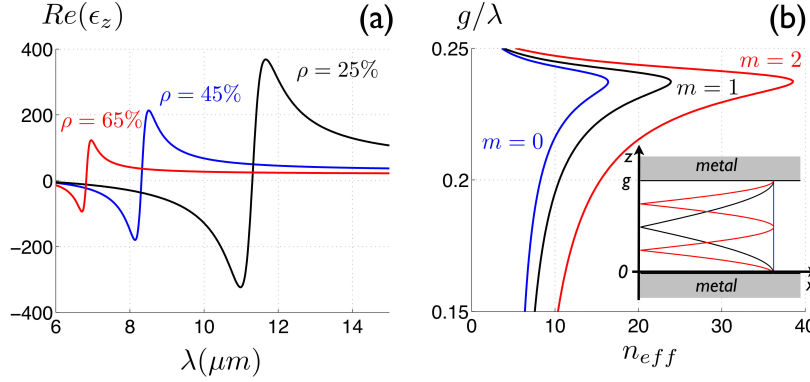 Re(ϵ_z)
(a)
400
200
0
−200
−400
ρ = 65%
ρ = 45%
ρ = 25%
6
8
10
12
14
λ(μm)
g/λ
(b)
0.25
0.2
0.15
m = 0
m = 1
m = 2
z
metal
g
0
metal
x
0
10
20
30
40
n_eff